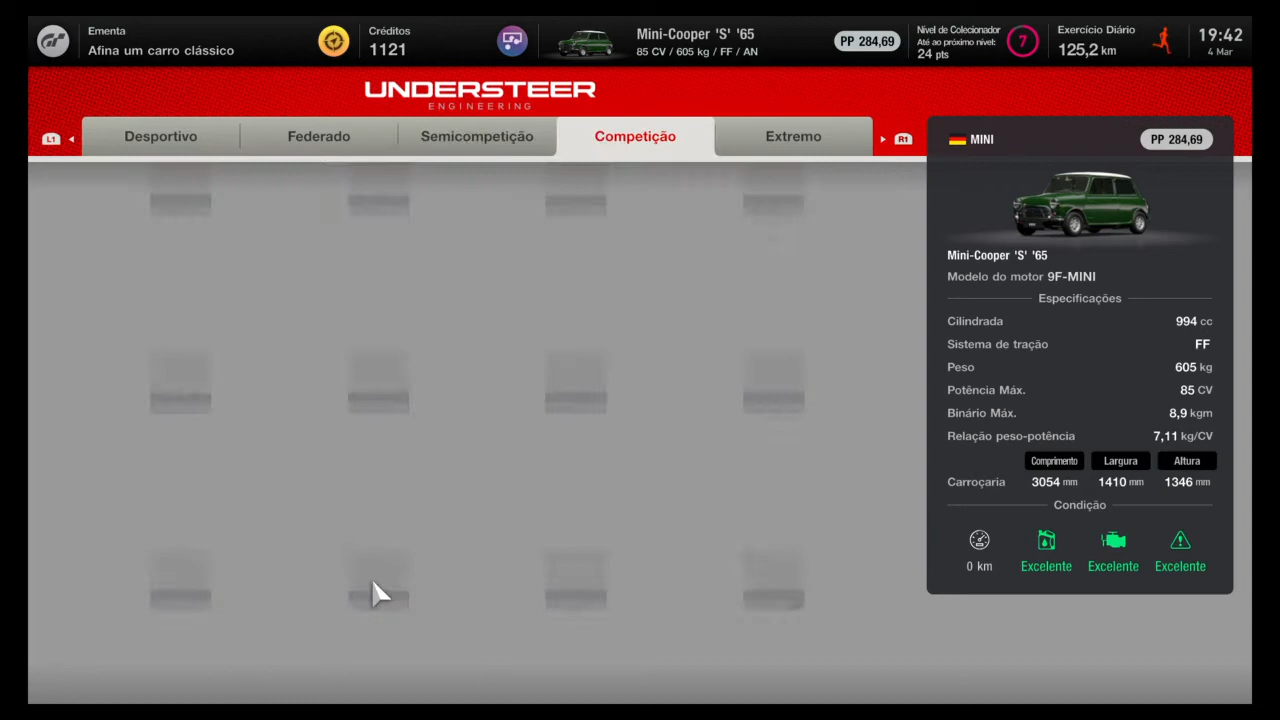 Ementa
Afina um carro clássico
Créditos
1121
Mini-Cooper 'S' '65
85 CV / 605 kg / FF / AN
PP 284,69
Nível de Colecionador
Até ao próximo nível:
24 pts
7
Exercício Diário
125,2 km
19:42
4 Mar
UNDERSTEER
ENGINEERING
L1
Desportivo
Federado
Semicompetição
Competição
Extremo
R1
MINI
PP 284,69
Mini-Cooper 'S' '65
Modelo do motor 9F-MINI
Especificações
Cilindrada 994 cc
Sistema de tração FF
Peso 605 kg
Potência Máx. 85 CV
Binário Máx. 8,9 kgm
Relação peso-potência 7,11 kg/CV
Comprimento Largura Altura
Carroçaria 3054 mm 1410 mm 1346 mm
Condição
0 km Excelente Excelente Excelente